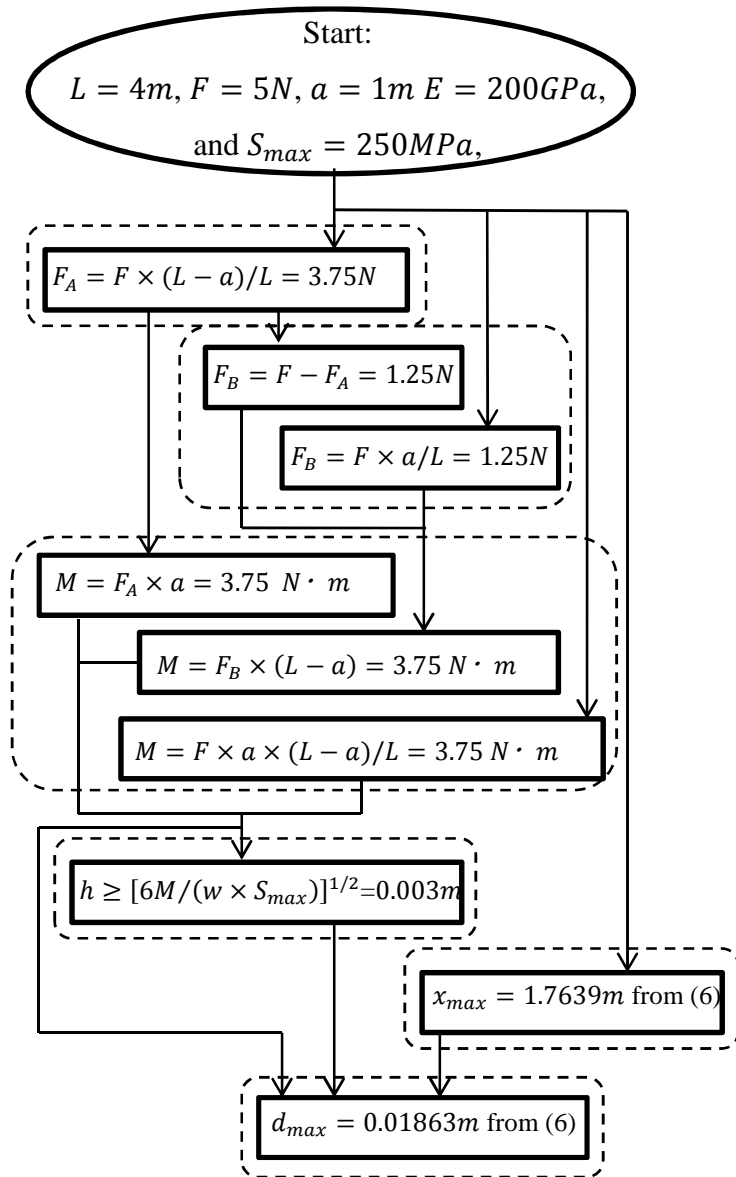 Start:
L = 4m, F = 5N, a = 1m E = 200GPa,
and S_max = 250MPa,
F_A = F × (L − a)/L = 3.75N
F_B = F − F_A = 1.25N
F_B = F × a/L = 1.25N
M = F_A × a = 3.75 N · m
M = F_B × (L − a) = 3.75 N · m
M = F × a × (L − a)/L = 3.75 N · m
h ≥ [6M/(w × S_max)]^{1/2}=0.003m
x_max = 1.7639m from (6)
d_max = 0.01863m from (6)